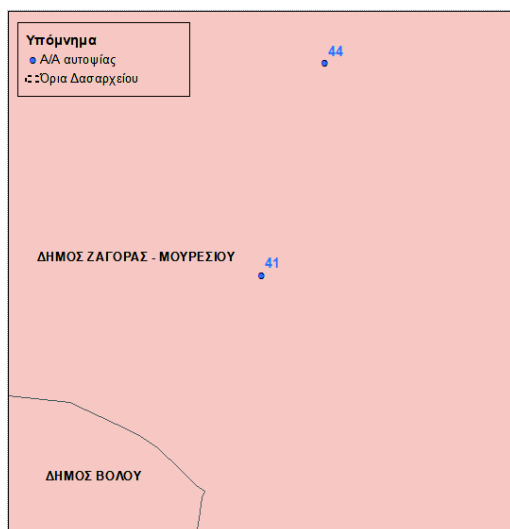 Υπόμνημα
Α/Α αυτοψίας
Όρια Δασαρχείου
44
ΔΗΜΟΣ ΖΑΓΟΡΑΣ - ΜΟΥΡΕΣΙΟΥ
41
ΔΗΜΟΣ ΒΟΛΟΥ